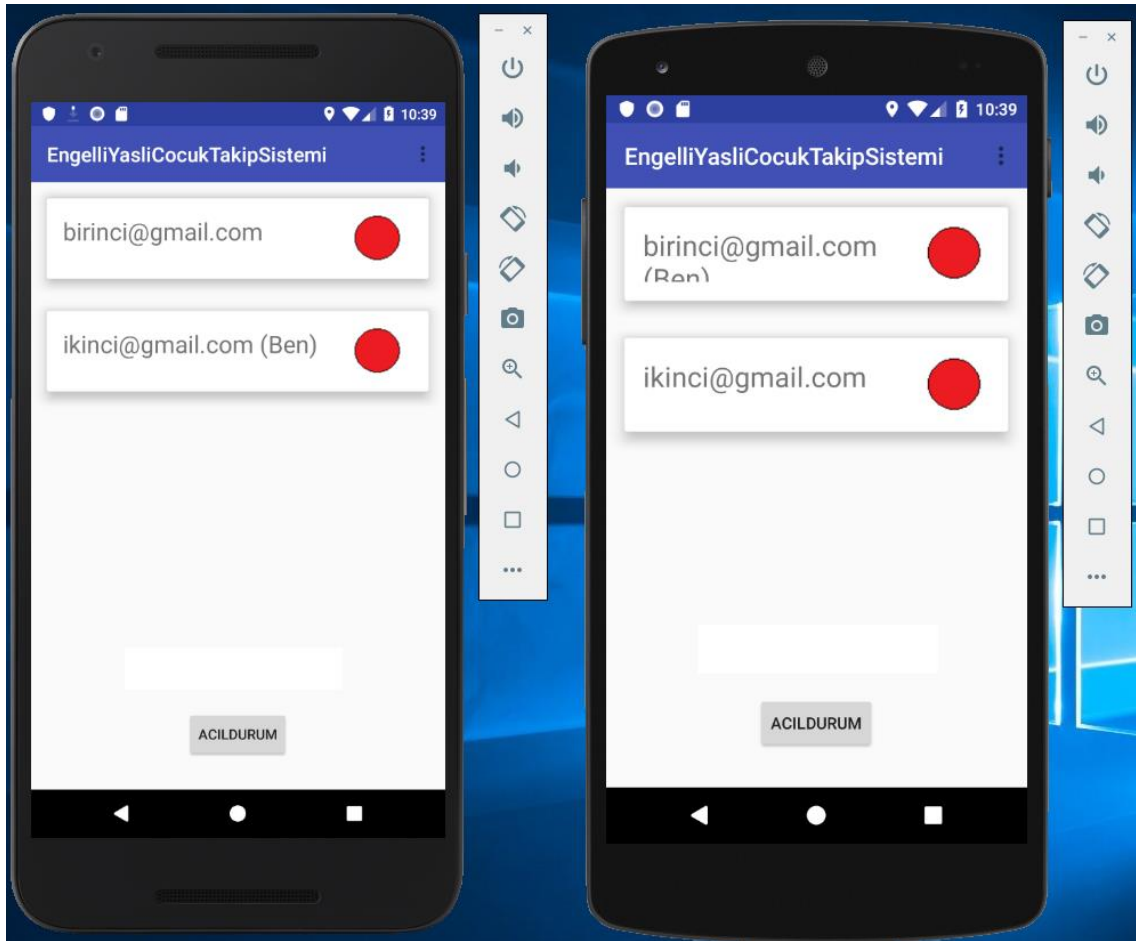 10:39
EngelliYasliCocukTakipSistemi
birinci@gmail.com
ikinci@gmail.com (Ben)
ACILDURUM
10:39
EngelliYasliCocukTakipSistemi
birinci@gmail.com
(Ben)
ikinci@gmail.com
ACILDURUM